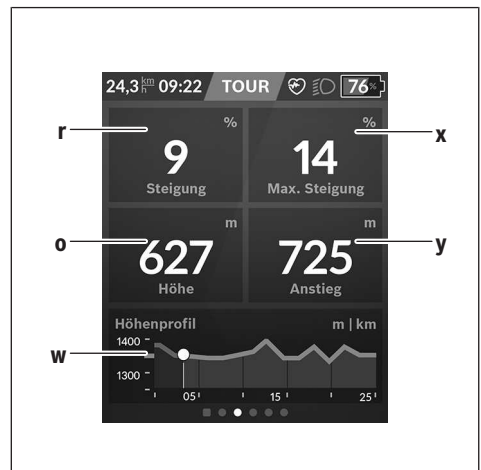 24,3 km/h 09:22 TOUR 76%
r % % x
9 14
Steigung Max. Steigung
o m m y
627 725
Höhe Anstieg
Höhenprofil m | km
1400
w
1300
05 15 25